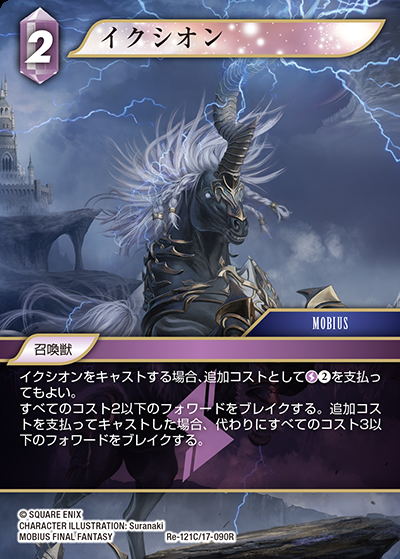 2
イクシオン
MOBIUS
召喚獣
イクシオンをキャストする場合、追加コストとして2を支払っ
てもよい。
すべてのコスト2以下のフォワードをブレイクする。追加コス
トを支払ってキャストした場合、代わりにすべてのコスト3以
下のフォワードをブレイクする。
© SQUARE ENIX
CHARACTER ILLUSTRATION: Suranaki
MOBIUS FINAL FANTASY
Re-121C/17-090R